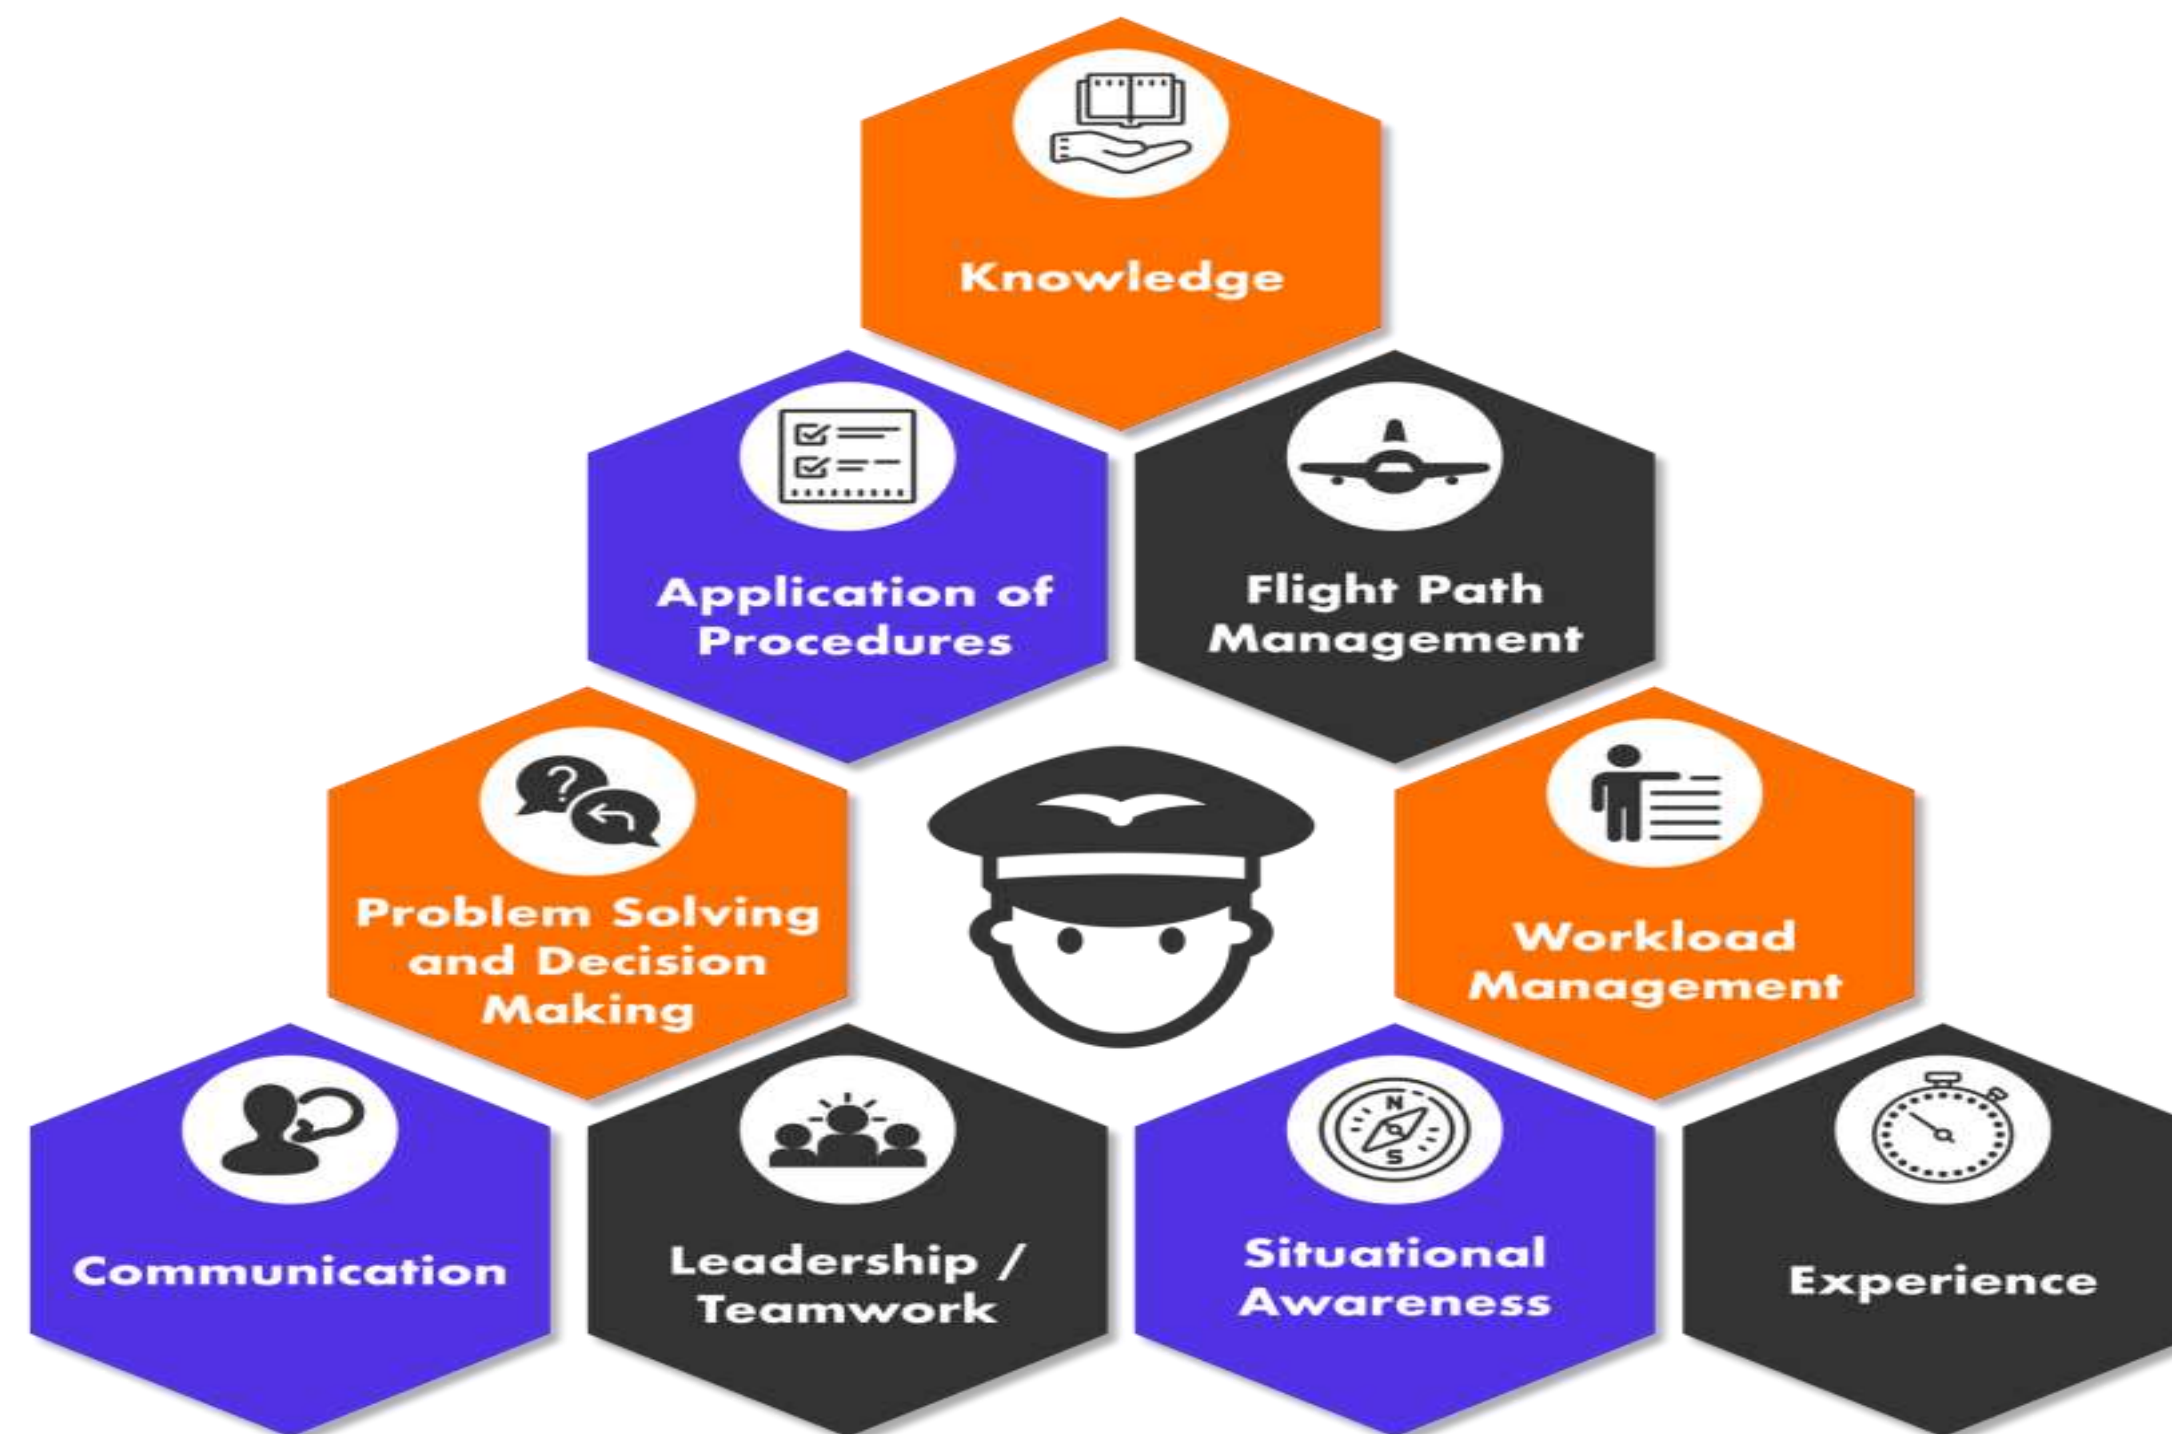 Knowledge
Application of
Procedures
Flight Path
Management
Problem Solving
and Decision
Making
Workload
Management
Communication
Leadership /
Teamwork
N
S
Situational
Awareness
Experience